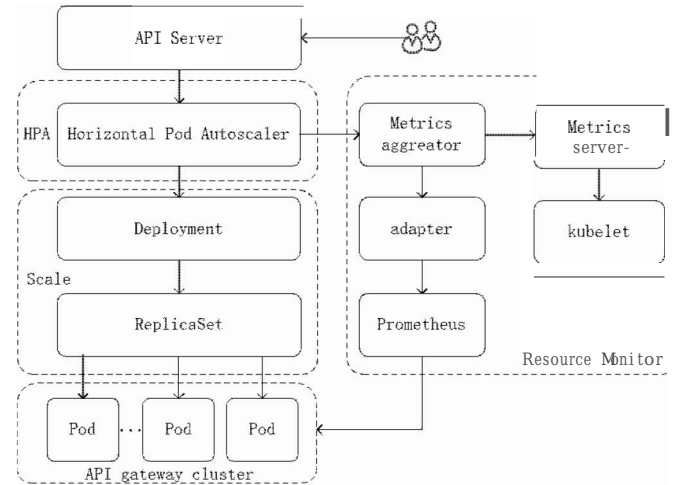 API Server
HPA
Horizontal Pod Autoscaler
Metrics
aggreator
Metrics
server-
Deployment
adapter
kubelet
Scale
ReplicaSet
Prometheus
Resource Monitor
Pod
...
Pod
Pod
API gateway cluster